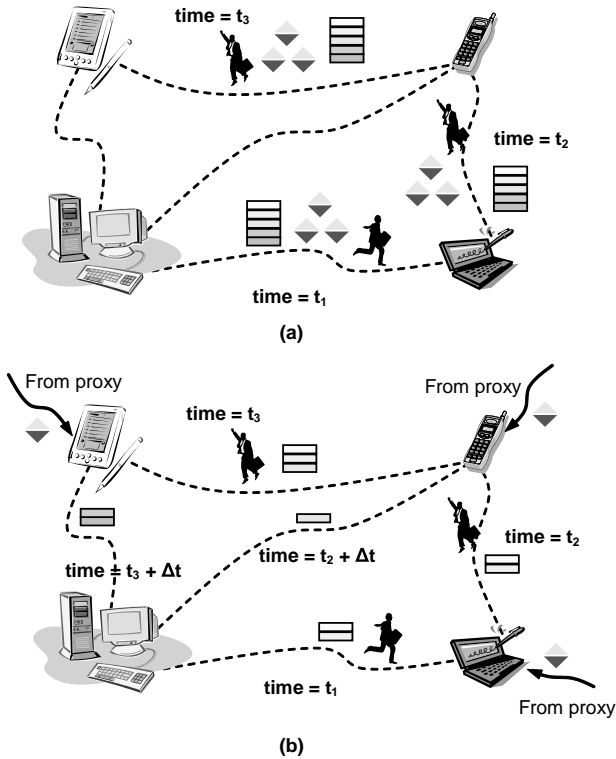 time = t₃
time = t₂
time = t₁
(a)
From proxy
From proxy
time = t₃
time = t₂
time = t₃ + Δt
time = t₂ + Δt
time = t₁
From proxy
(b)